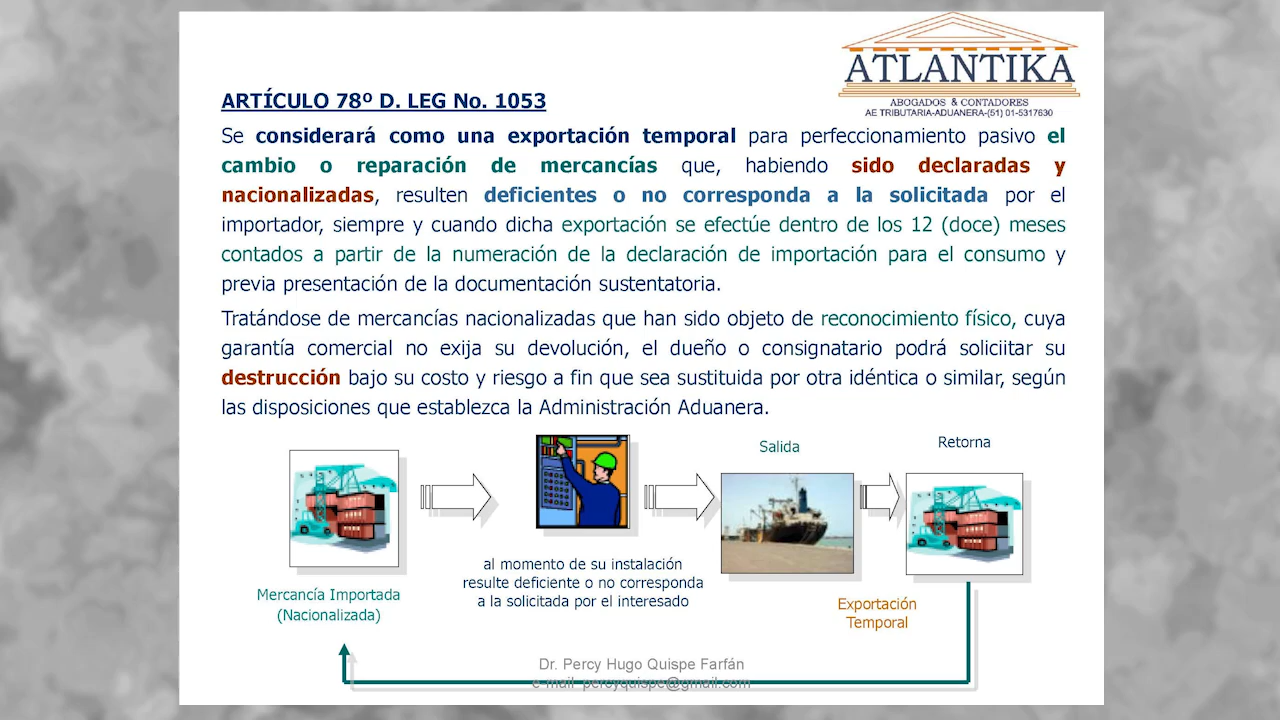 ATLANTIKA
ABOGADOS & CONTADORES
AE TRIBUTARIA-ADUANERA-(51) 01-5317630
ARTÍCULO 78º D. LEG No. 1053
Se considerará como una exportación temporal para perfeccionamiento pasivo el
cambio o reparación de mercancías que, habiendo sido declaradas y
nacionalizadas, resulten deficientes o no corresponda a la solicitada por el
importador, siempre y cuando dicha exportación se efectúe dentro de los 12 (doce) meses
contados a partir de la numeración de la declaración de importación para el consumo y
previa presentación de la documentación sustentatoria.
Tratándose de mercancías nacionalizadas que han sido objeto de reconocimiento físico, cuya
garantía comercial no exija su devolución, el dueño o consignatario podrá soliciitar su
destrucción bajo su costo y riesgo a fin que sea sustituida por otra idéntica o similar, según
las disposiciones que establezca la Administración Aduanera.
Salida
Retorna
al momento de su instalación
resulte deficiente o no corresponda
a la solicitada por el interesado
Mercancía Importada
(Nacionalizada)
Exportación
Temporal
Dr. Percy Hugo Quispe Farfán
e-mail percyquispe@gmail.com